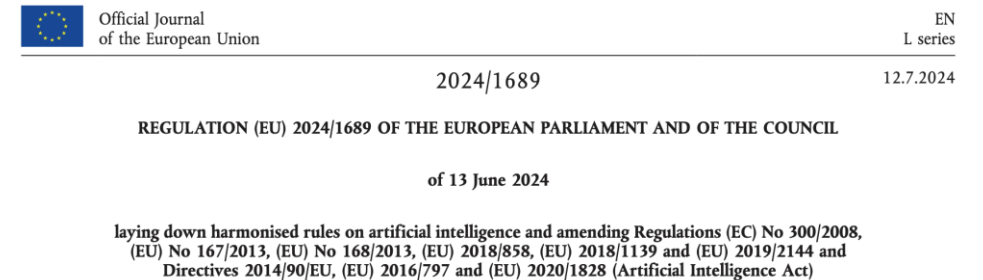 Official Journal
of the European Union
EN
L series
2024/1689
12.7.2024
REGULATION (EU) 2024/1689 OF THE EUROPEAN PARLIAMENT AND OF THE COUNCIL
of 13 June 2024
laying down harmonised rules on artificial intelligence and amending Regulations (EC) No 300/2008,
(EU) No 167/2013, (EU) No 168/2013, (EU) 2018/858, (EU) 2018/1139 and (EU) 2019/2144 and
Directives 2014/90/EU, (EU) 2016/797 and (EU) 2020/1828 (Artificial Intelligence Act)